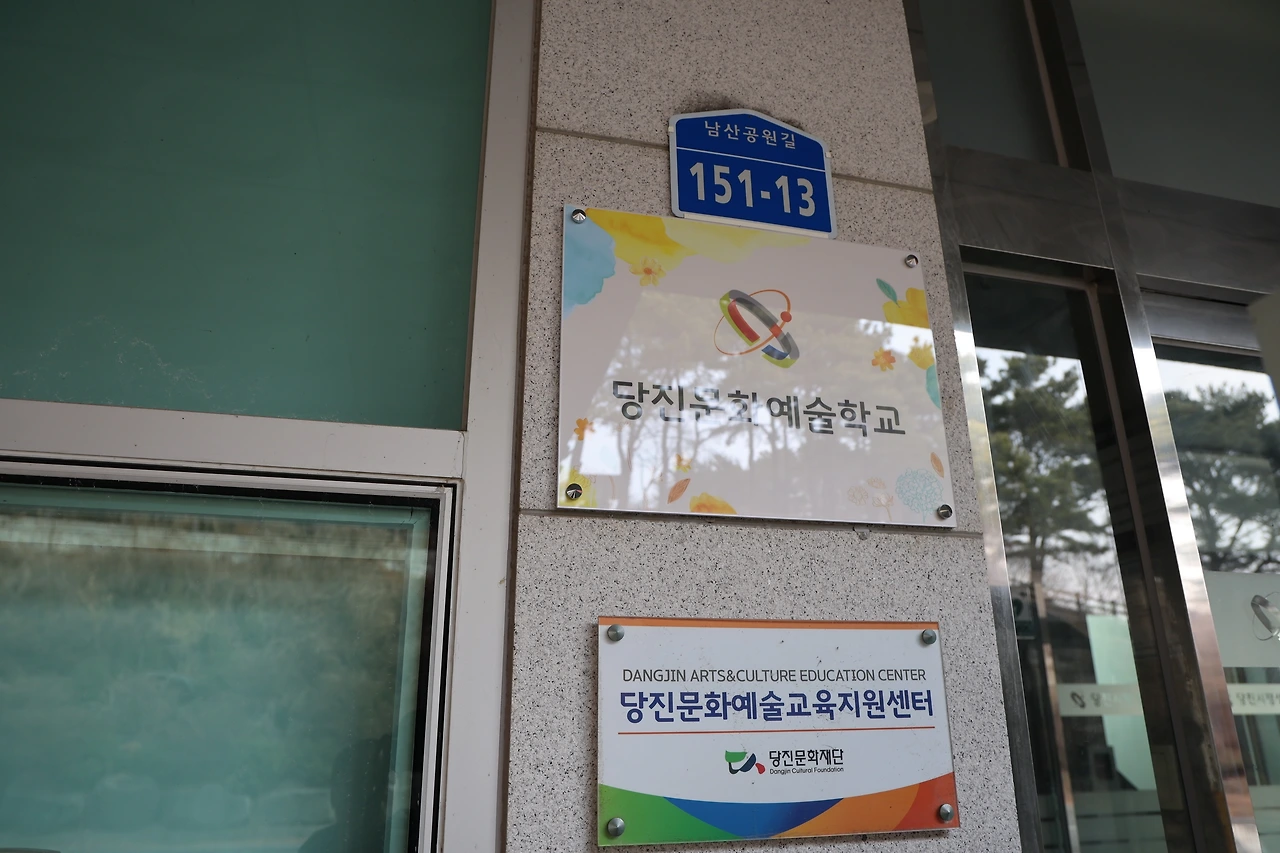 남산공원길
151-13
당진문화예술학교
DANGJIN ARTS&CULTURE EDUCATION CENTER
당진문화예술교육지원센터
당진문화재단
Dangjin Cultural Foundation